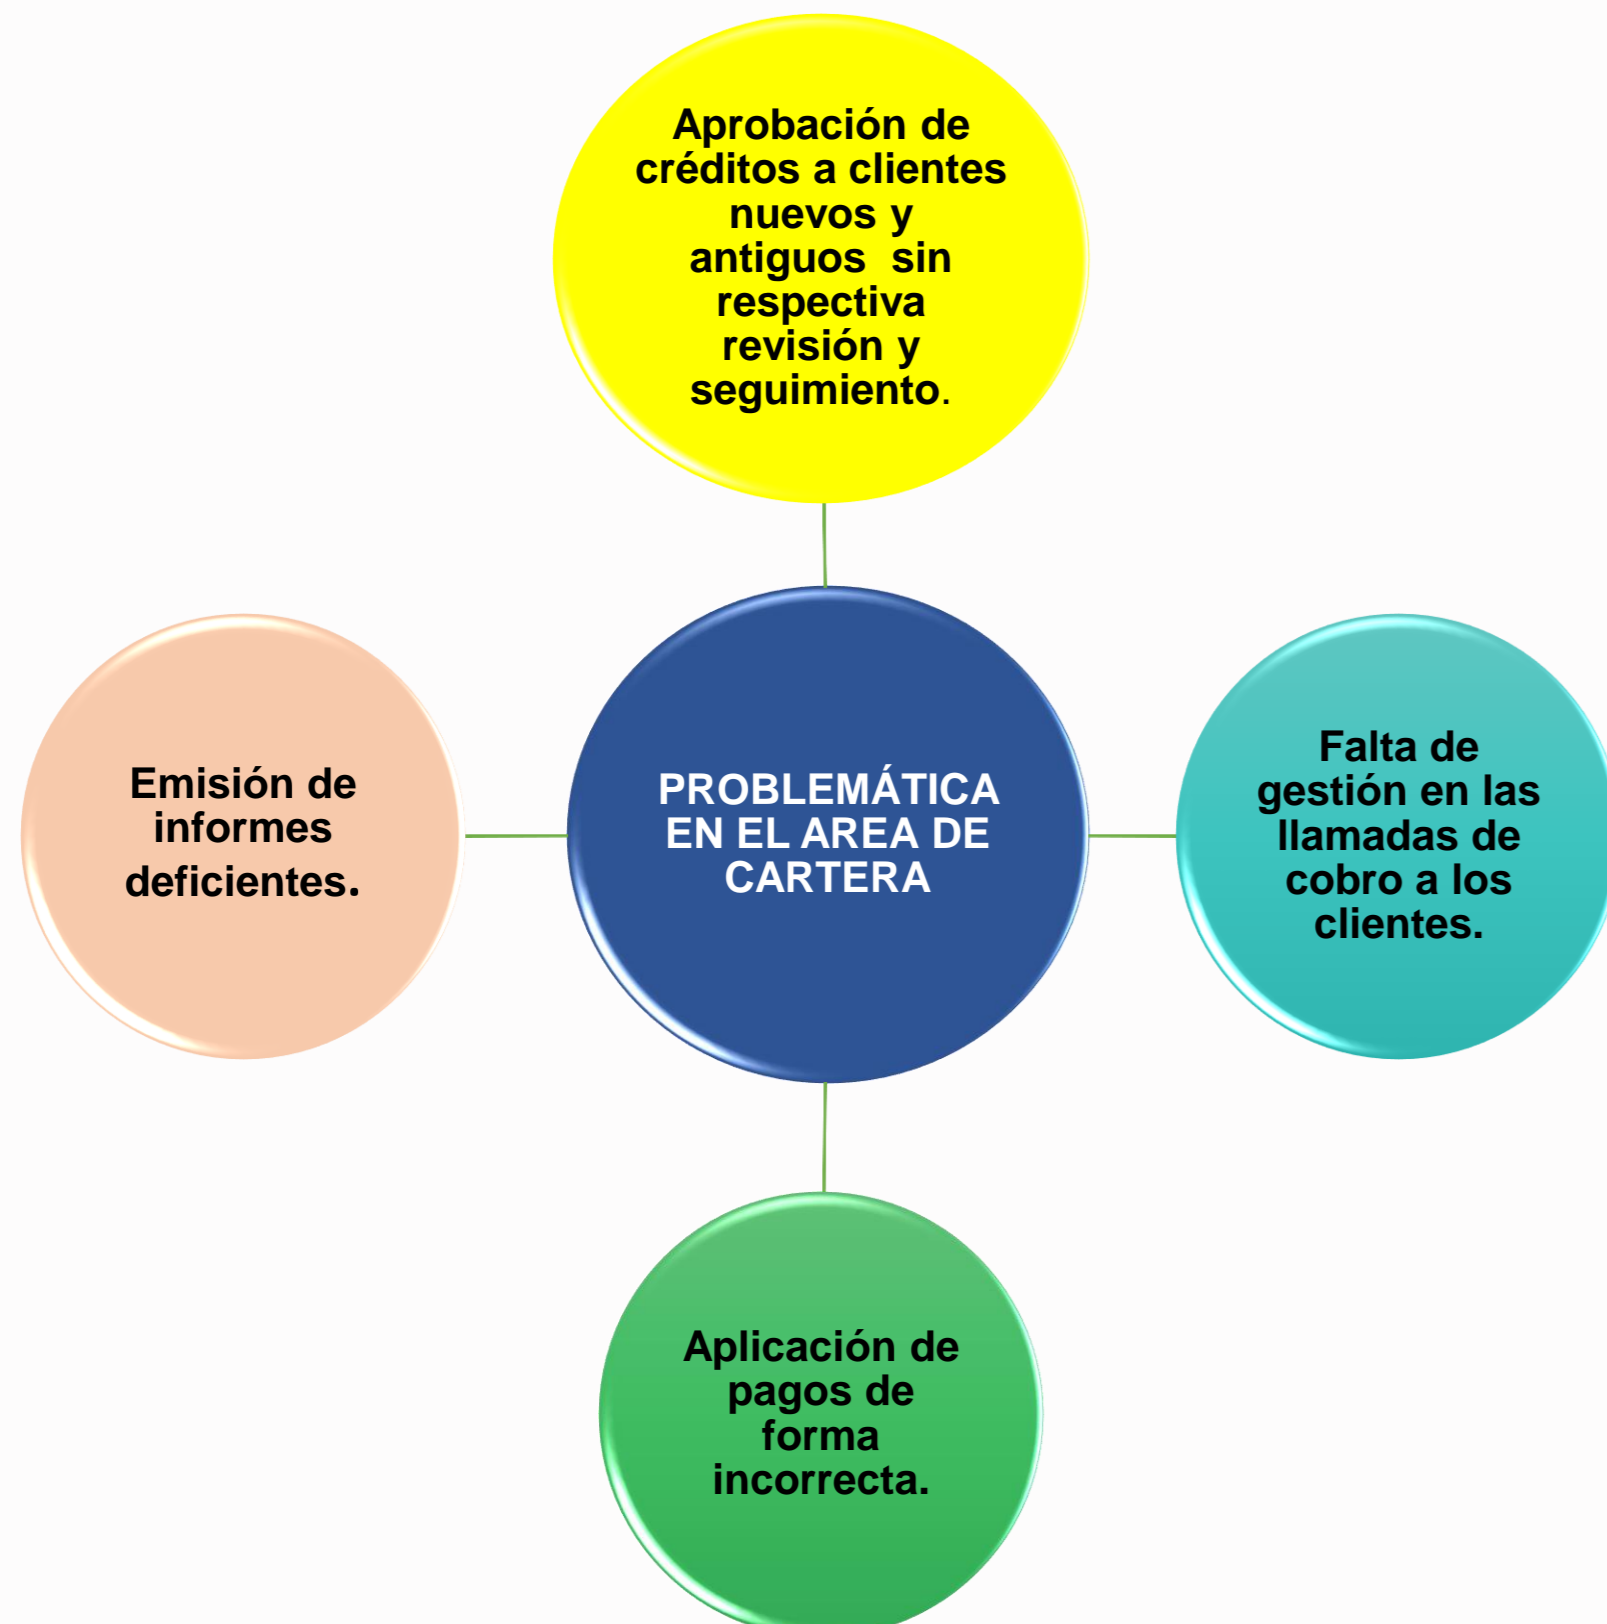 Aprobación de
créditos a clientes
nuevos y
antiguos  sin
respectiva
revisión y
seguimiento.
Emisión de
informes
deficientes.
PROBLEMÁTICA
EN EL AREA DE
CARTERA
Falta de
gestión en las
llamadas de
cobro a los
clientes.
Aplicación de
pagos de
forma
incorrecta.